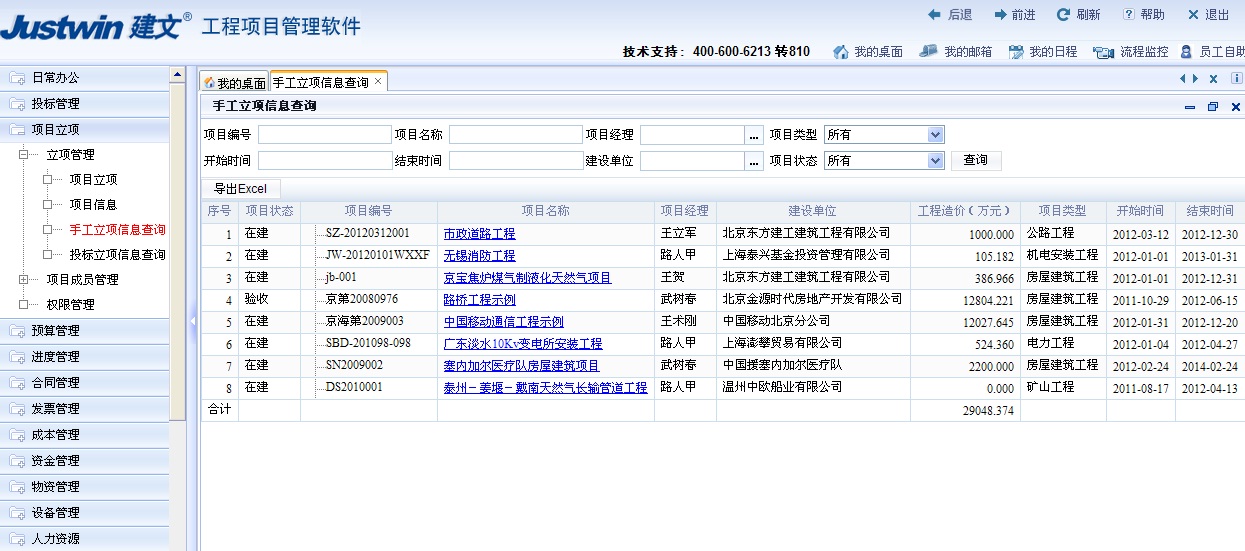 Justwin 建文® 工程项目管理软件
后退 前进 刷新 帮助 退出
技术支持：400-600-6213 转810 我的桌面 我的邮箱 我的日程 流程监控 员工自助
日常办公
投标管理
项目立项
立项管理
项目立项
项目信息
手工立项信息查询
投标立项信息查询
项目成员管理
权限管理
预算管理
进度管理
合同管理
发票管理
成本管理
资金管理
物资管理
设备管理
人力资源
我的桌面 手工立项信息查询
手工立项信息查询
项目编号 项目名称 项目经理 ... 项目类型 所有
开始时间 结束时间 建设单位 ... 项目状态 所有 查询
导出Excel
序号 项目状态 项目编号 项目名称 项目经理 建设单位 工程造价（万元） 项目类型 开始时间 结束时间
1 在建 SZ-20120312001 市政道路工程 王立军 北京东方建工建筑工程有限公司 1000.000 公路工程 2012-03-12 2012-12-30
2 在建 JW-20120101WXXF 无锡消防工程 路人甲 上海泰兴基金投资管理有限公司 105.182 机电安装工程 2012-01-01 2013-01-31
3 在建 jb-001 京宝焦炉煤气制液化天然气项目 王贺 北京东方建工建筑工程有限公司 386.966 房屋建筑工程 2012-01-01 2012-12-31
4 验收 京第20080976 路桥工程示例 武树春 北京金源时代房地产开发有限公司 12804.221 房屋建筑工程 2011-10-29 2012-06-15
5 在建 京海第2009003 中国移动通信工程示例 王术刚 中国移动北京分公司 12027.645 房屋建筑工程 2012-01-31 2012-12-20
6 在建 SBD-201098-098 广东淡水10Kv变电所安装工程 路人甲 上海澎攀贸易有限公司 524.360 电力工程 2012-01-04 2012-04-27
7 在建 SN2009002 塞内加尔医疗队房屋建筑项目 武树春 中国援塞内加尔医疗队 2200.000 房屋建筑工程 2012-02-24 2014-02-24
8 在建 DS2010001 泰州－姜堰－戴南天然气长输管道工程 路人甲 温州中欧船业有限公司 0.000 矿山工程 2011-08-17 2012-04-13
合计 29048.374